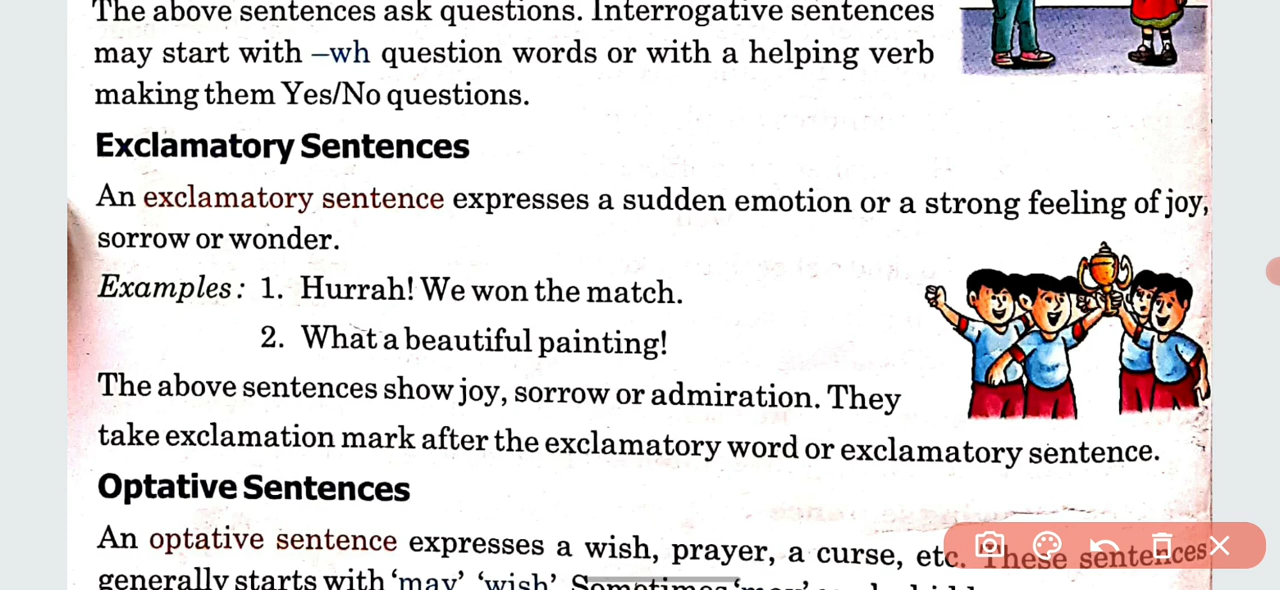 The above sentences ask questions. Interrogative sentences
may start with –wh question words or with a helping verb
making them Yes/No questions.
Exclamatory Sentences
An exclamatory sentence expresses a sudden emotion or a strong feeling of joy,
sorrow or wonder.
Examples: 1. Hurrah! We won the match.
2. What a beautiful painting!
The above sentences show joy, sorrow or admiration. They
take exclamation mark after the exclamatory word or exclamatory sentence.
Optative Sentences
An optative sentence expresses a wish, prayer, a curse, etc. These sentences
generally starts with ‘may’ ‘wish’. Sometimes ‘may’